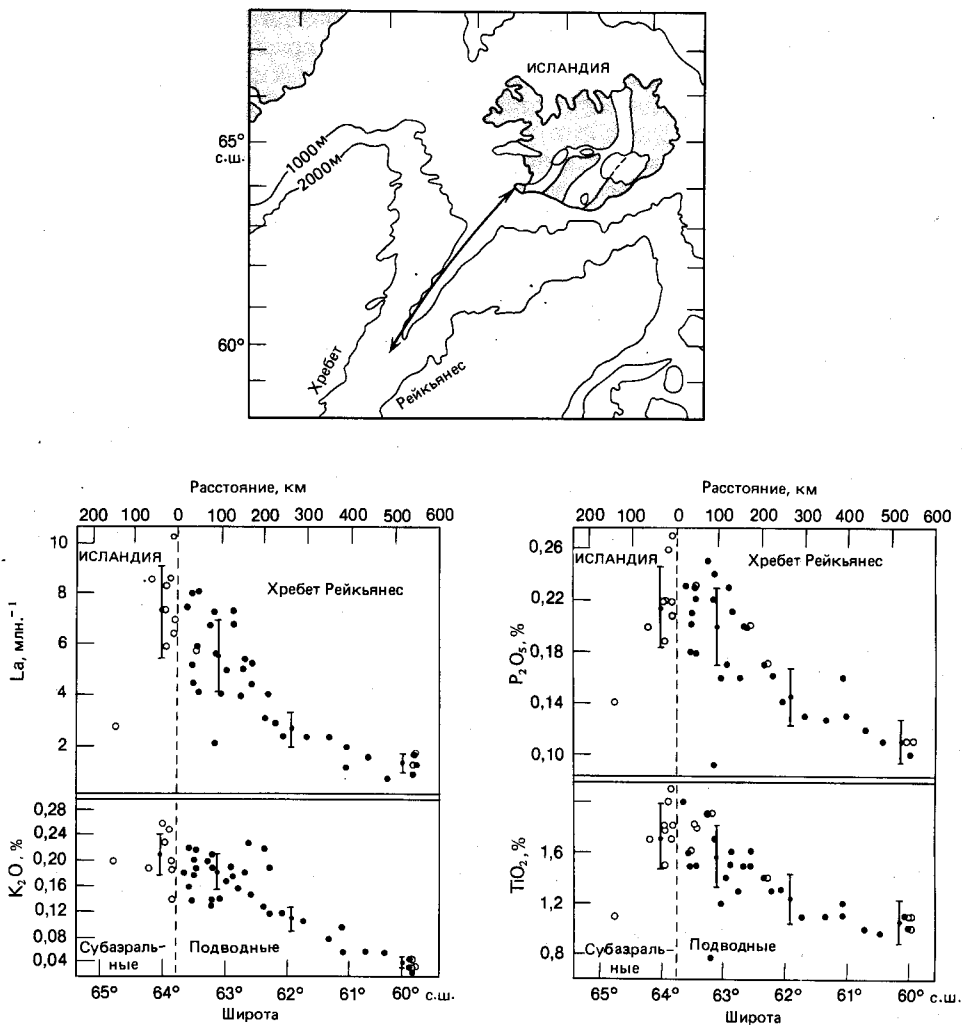 ИСЛАНДИЯ
65°
с.ш.
1000 м
2000 м
60°
Хребет
Рейкьянес
Расстояние, км
200 100 0 100 200 300 400 500 600
10
8
6
4
2
La, млн.⁻¹
ИСЛАНДИЯ
Хребет Рейкьянес
0,28
0,24
0,20
0,16
0,12
0,08
0,04
K₂O, %
Субаэраль-
ные
Подводные
65° 64° 63° 62° 61° 60° с.ш.
Широта
Расстояние, км
200 100 0 100 200 300 400 500 600
0,26
0,22
0,18
0,14
0,10
P₂O₅, %
ИСЛАНДИЯ
Хребет Рейкьянес
1,6
1,2
0,8
TiO₂, %
Субаэраль-
ные
Подводные
65° 64° 63° 62° 61° 60° с.ш.
Широта